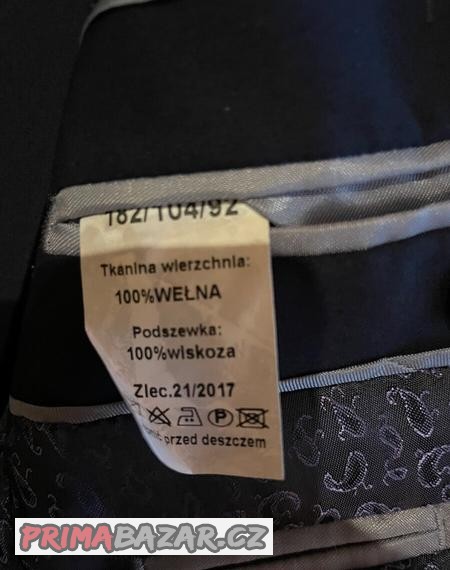 182/104/92
Tkanina wierzchnia:
100%WEŁNA
Podszewka:
100%wiskoza
Zlec.21/2017
P
przed deszczem
PRIMABAZAR.CZ